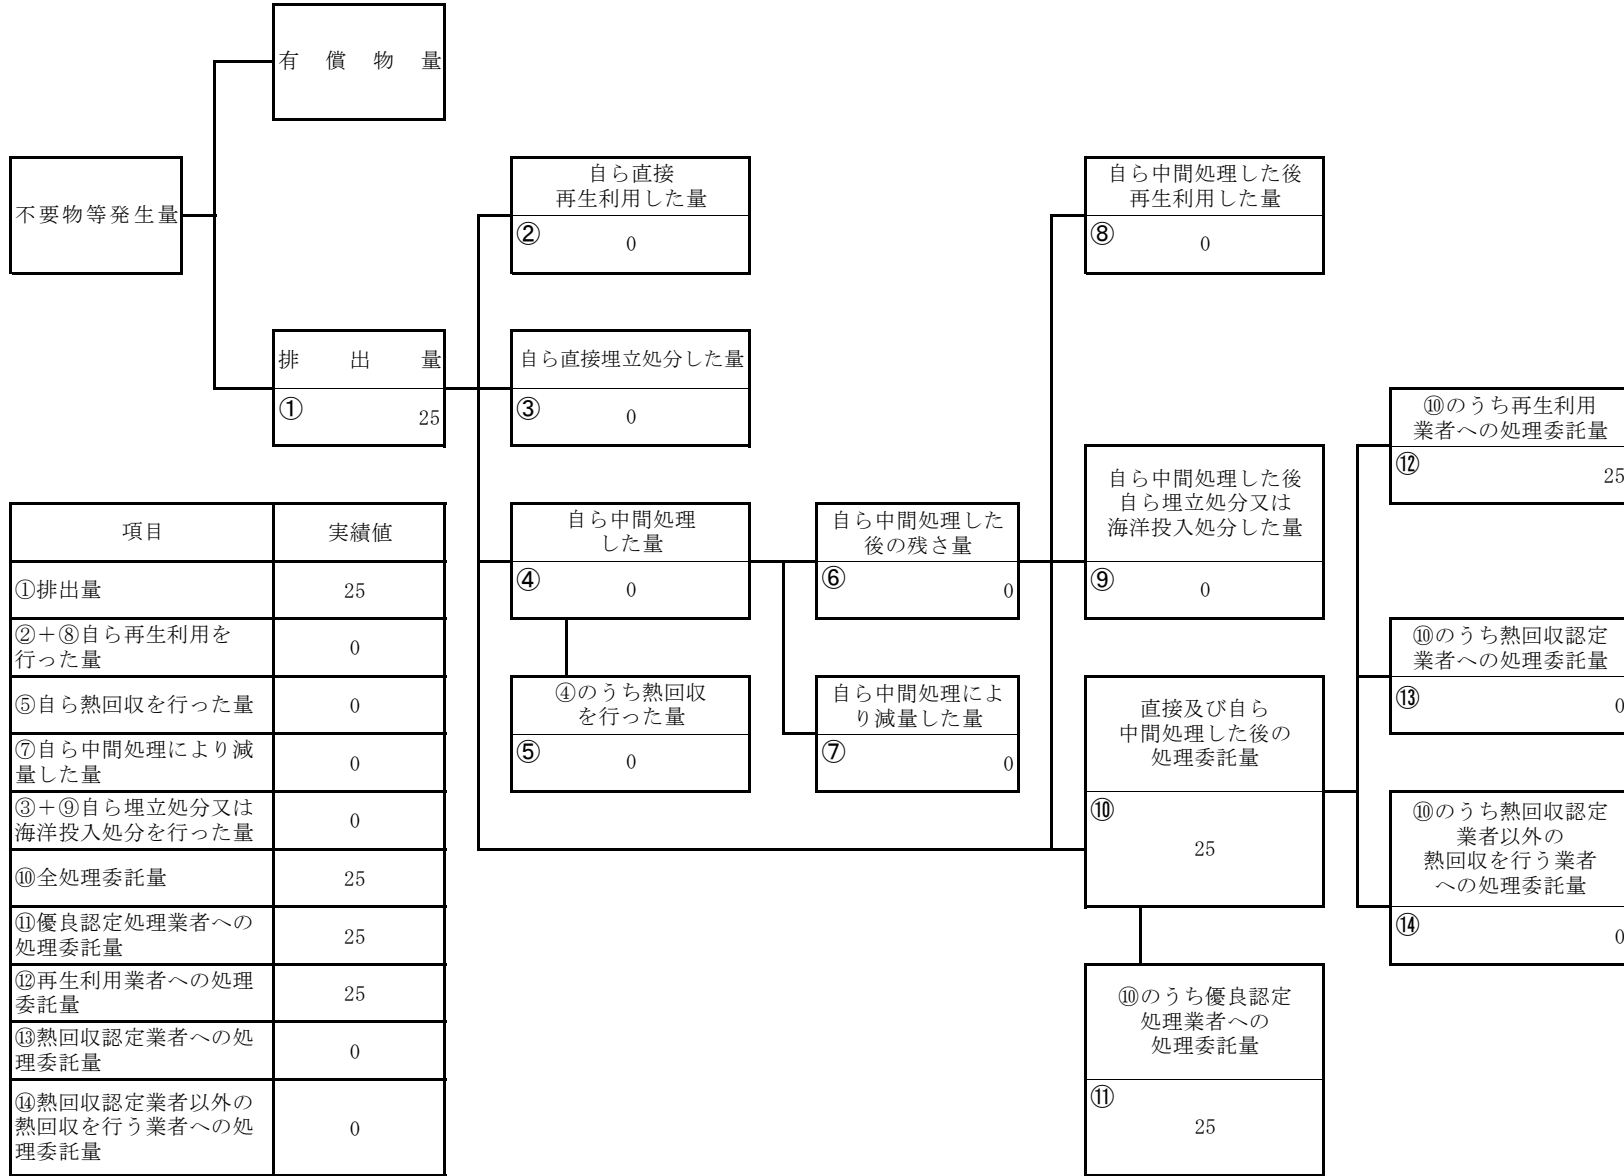 有償物量
不要物等発生量
排出量
①
25
自ら直接
再生利用した量
②
0
自ら直接埋立処分した量
③
0
自ら中間処理
した量
④
0
④のうち熱回収
を行った量
⑤
0
自ら中間処理した
後の残さ量
⑥
0
自ら中間処理によ
り減量した量
⑦
0
自ら中間処理した後
再生利用した量
⑧
0
自ら中間処理した後
自ら埋立処分又は
海洋投入処分した量
⑨
0
直接及び自ら
中間処理した後の
処理委託量
⑩
25
⑩のうち優良認定
処理業者への
処理委託量
⑪
25
⑩のうち再生利用
業者への処理委託量
⑫
25
⑩のうち熱回収認定
業者への処理委託量
⑬
0
⑩のうち熱回収認定
業者以外の
熱回収を行う業者
への処理委託量
⑭
0
項目 実績値
①排出量 25
②+⑧自ら再生利用を
行った量 0
⑤自ら熱回収を行った量 0
⑦自ら中間処理により減
量した量 0
③+⑨自ら埋立処分又は
海洋投入処分を行った量 0
⑩全処理委託量 25
⑪優良認定処理業者への
処理委託量 25
⑫再生利用業者への処理
委託量 25
⑬熱回収認定業者への処
理委託量 0
⑭熱回収認定業者以外の
熱回収を行う業者への処
理委託量 0